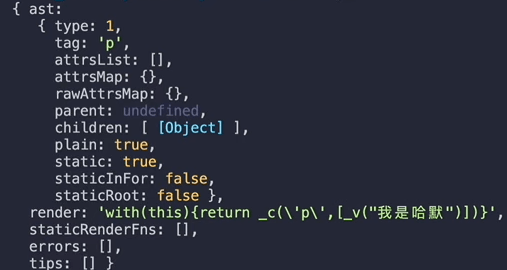 { ast:
{ type: 1,
tag: 'p',
attrsList: [],
attrsMap: {},
rawAttrsMap: {},
parent: undefined,
children: [ [Object] ],
plain: true,
static: true,
staticInFor: false,
staticRoot: false },
render: 'with(this){return _c(\'p\',[_v("我是哈默")])}',
staticRenderFns: [],
errors: [],
tips: [] }